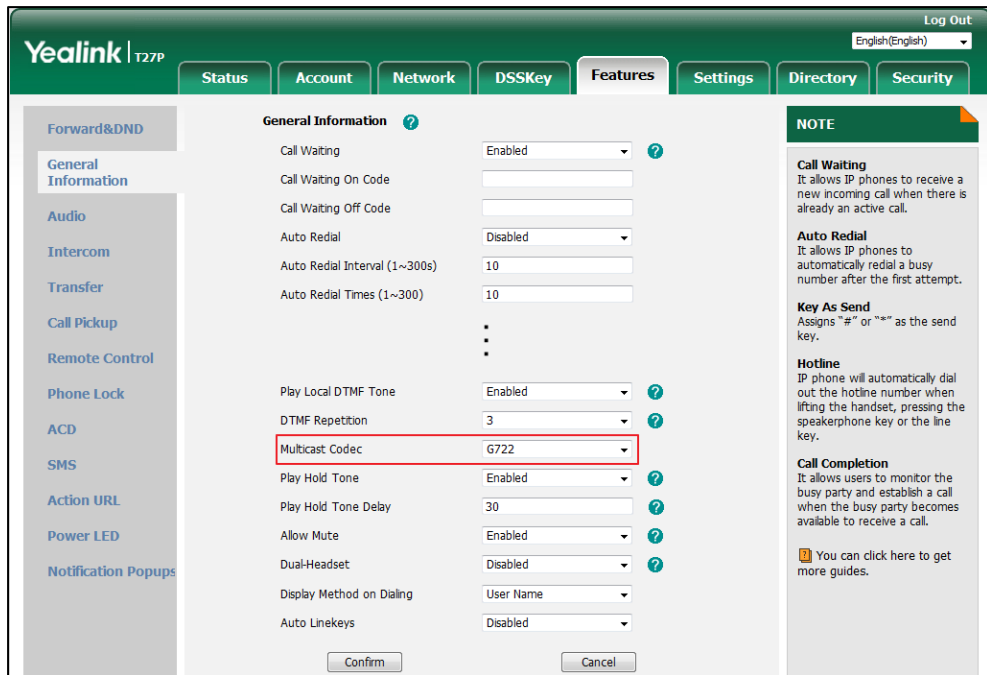 Log Out
Yealink T27P
English(English)
Status Account Network DSSKey Features Settings Directory Security
Forward&DND
General
Information
Audio
Intercom
Transfer
Call Pickup
Remote Control
Phone Lock
ACD
SMS
Action URL
Power LED
Notification Popups
General Information ?
Call Waiting Enabled ?
Call Waiting On Code
Call Waiting Off Code
Auto Redial Disabled
Auto Redial Interval (1~300s) 10
Auto Redial Times (1~300) 10
Play Local DTMF Tone Enabled ?
DTMF Repetition 3 ?
Multicast Codec G722
Play Hold Tone Enabled ?
Play Hold Tone Delay 30 ?
Allow Mute Enabled ?
Dual-Headset Disabled ?
Display Method on Dialing User Name
Auto Linekeys Disabled
Confirm Cancel
NOTE
Call Waiting
It allows IP phones to receive a
new incoming call when there is
already an active call.
Auto Redial
It allows IP phones to
automatically redial a busy
number after the first attempt.
Key As Send
Assigns "#" or "*" as the send
key.
Hotline
IP phone will automatically dial
out the hotline number when
lifting the handset, pressing the
speakerphone key or the line
key.
Call Completion
It allows users to monitor the
busy party and establish a call
when the busy party becomes
available to receive a call.
? You can click here to get
more guides.